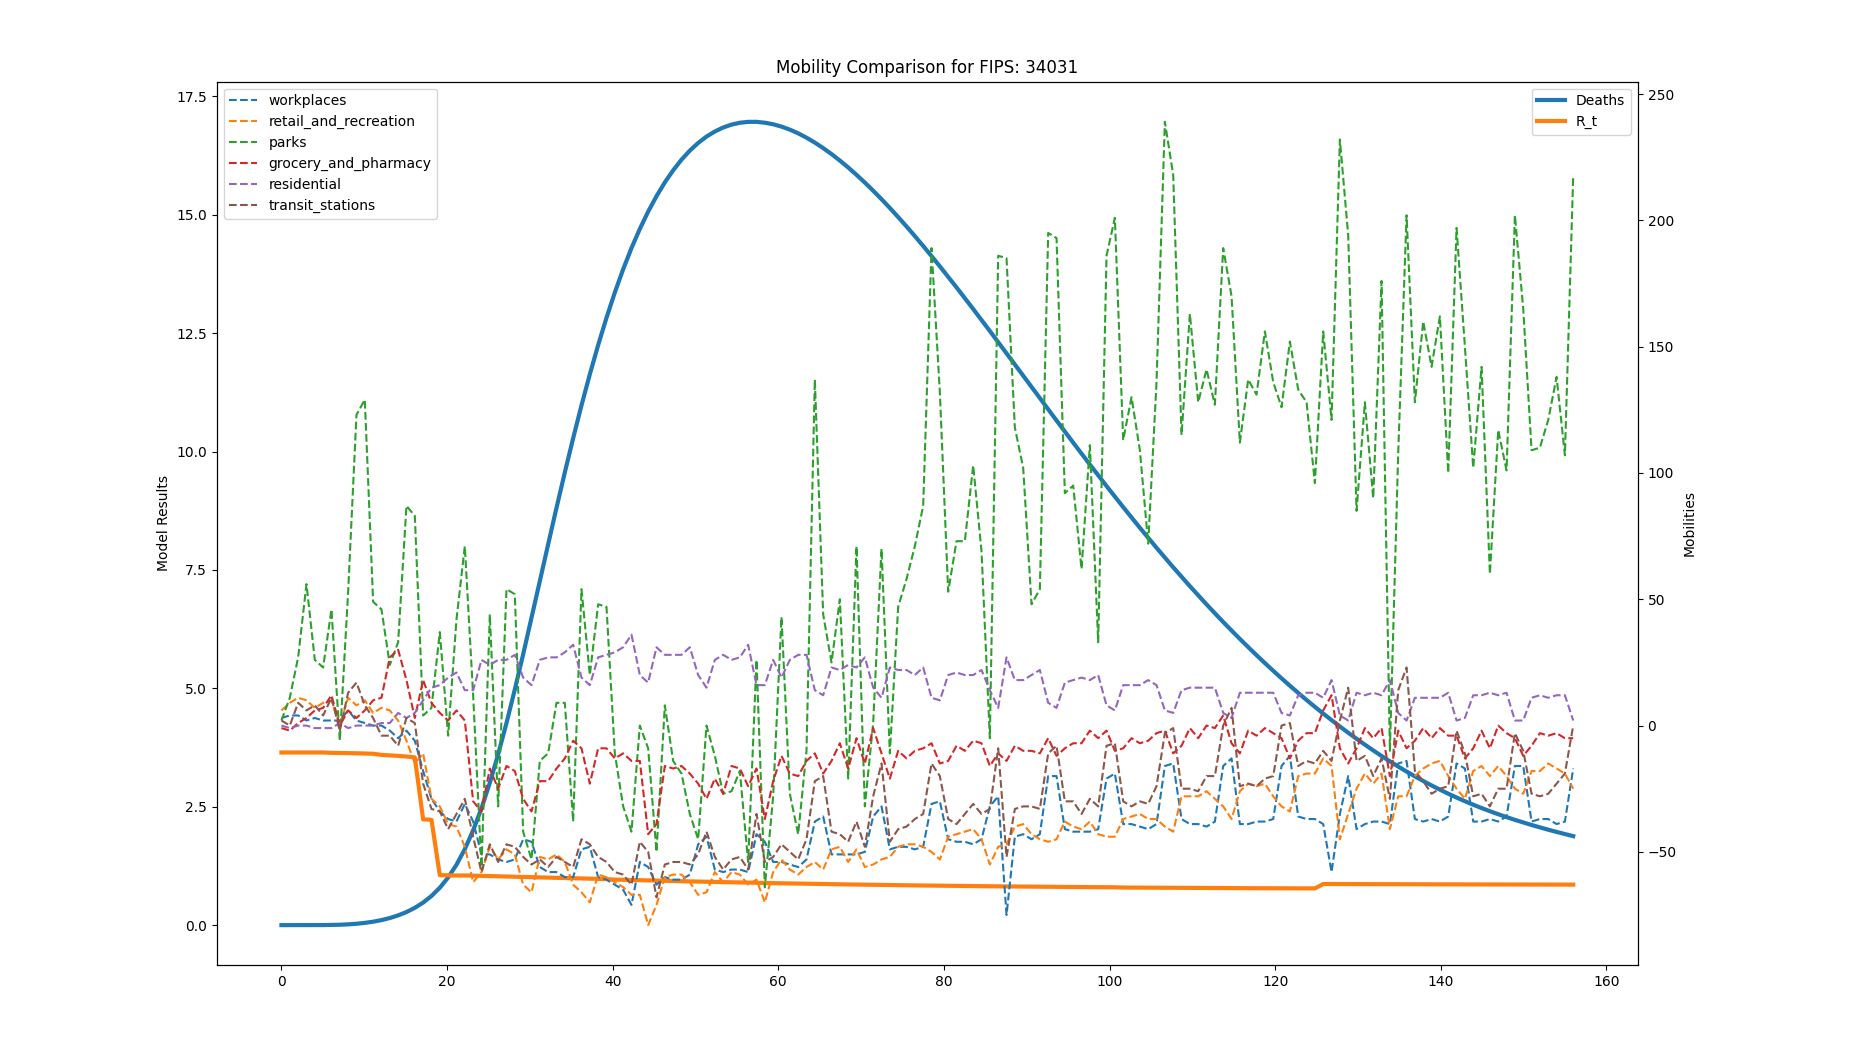 Mobility Comparison for FIPS: 34031
workplaces
retail_and_recreation
parks
grocery_and_pharmacy
residential
transit_stations
Deaths
R_t
Model Results
17.5
15.0
12.5
10.0
7.5
5.0
2.5
0.0
250
200
150
100
50
0
−50
Mobilities
0 20 40 60 80 100 120 140 160